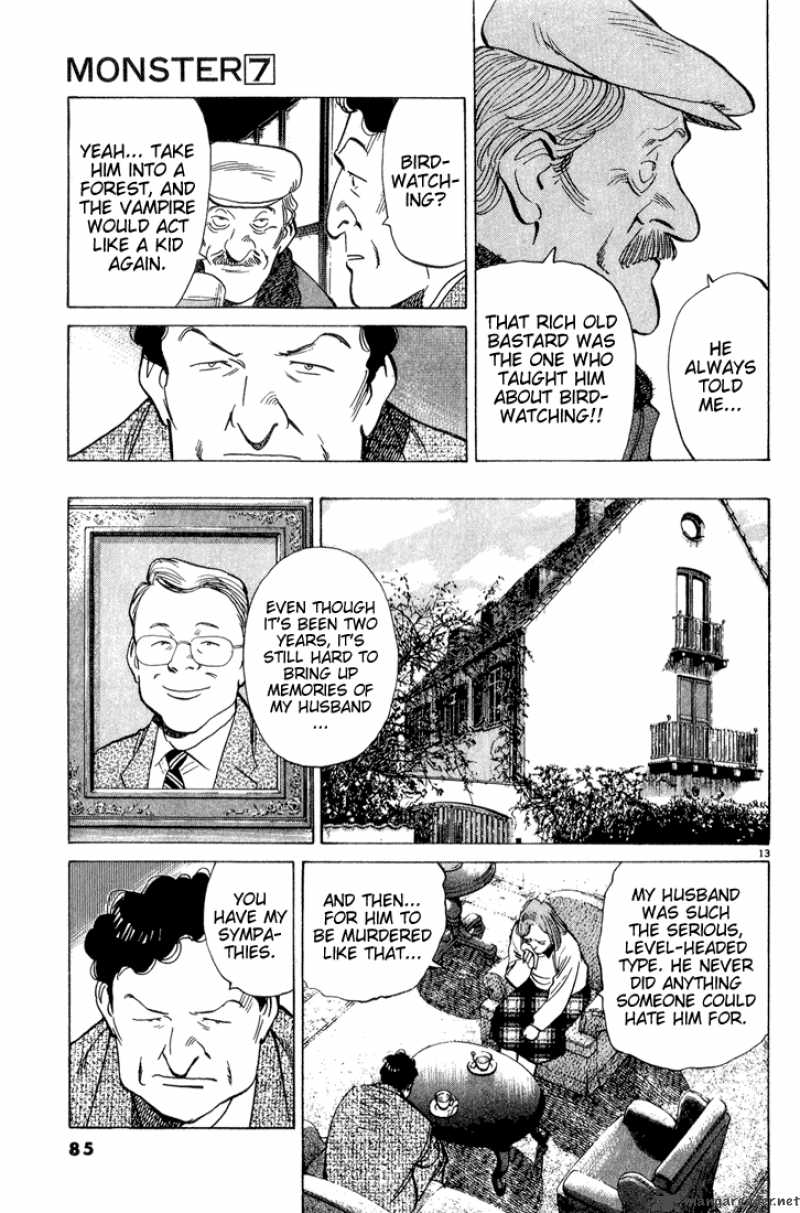 MONSTER 7
HE
ALWAYS
TOLD
ME...
THAT RICH OLD
BASTARD WAS
THE ONE WHO
TAUGHT HIM
ABOUT BIRD-
WATCHING!!
BIRD-
WATCH-
ING?
YEAH... TAKE
HIM INTO A
FOREST, AND
THE VAMPIRE
WOULD ACT
LIKE A KID
AGAIN.
EVEN THOUGH
IT'S BEEN TWO
YEARS, IT'S
STILL HARD TO
BRING UP
MEMORIES OF
MY HUSBAND
...
13
MY HUSBAND
WAS SUCH
THE SERIOUS,
LEVEL-HEADED
TYPE. HE NEVER
DID ANYTHING
SOMEONE COULD
HATE HIM FOR.
AND THEN...
FOR HIM TO
BE MURDERED
LIKE THAT...
YOU
HAVE MY
SYMPA-
THIES.
85
mangareader.net